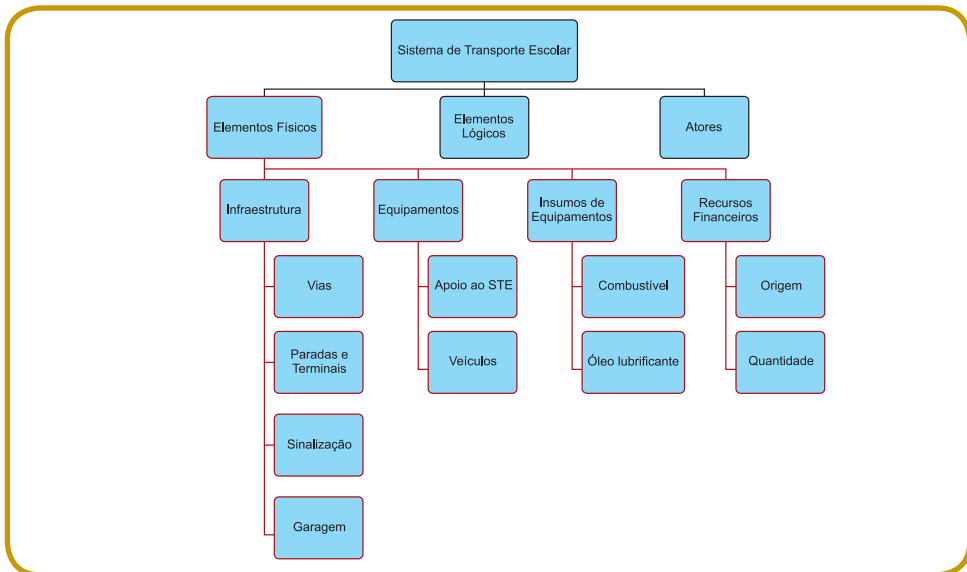 Sistema de Transporte Escolar
Elementos Físicos
Elementos
Lógicos
Atores
Infraestrutura
Equipamentos
Insumos de
Equipamentos
Recursos
Financeiros
Vias
Apoio ao STE
Combustível
Origem
Paradas e
Terminais
Veículos
Óleo lubrificante
Quantidade
Sinalização
Garagem